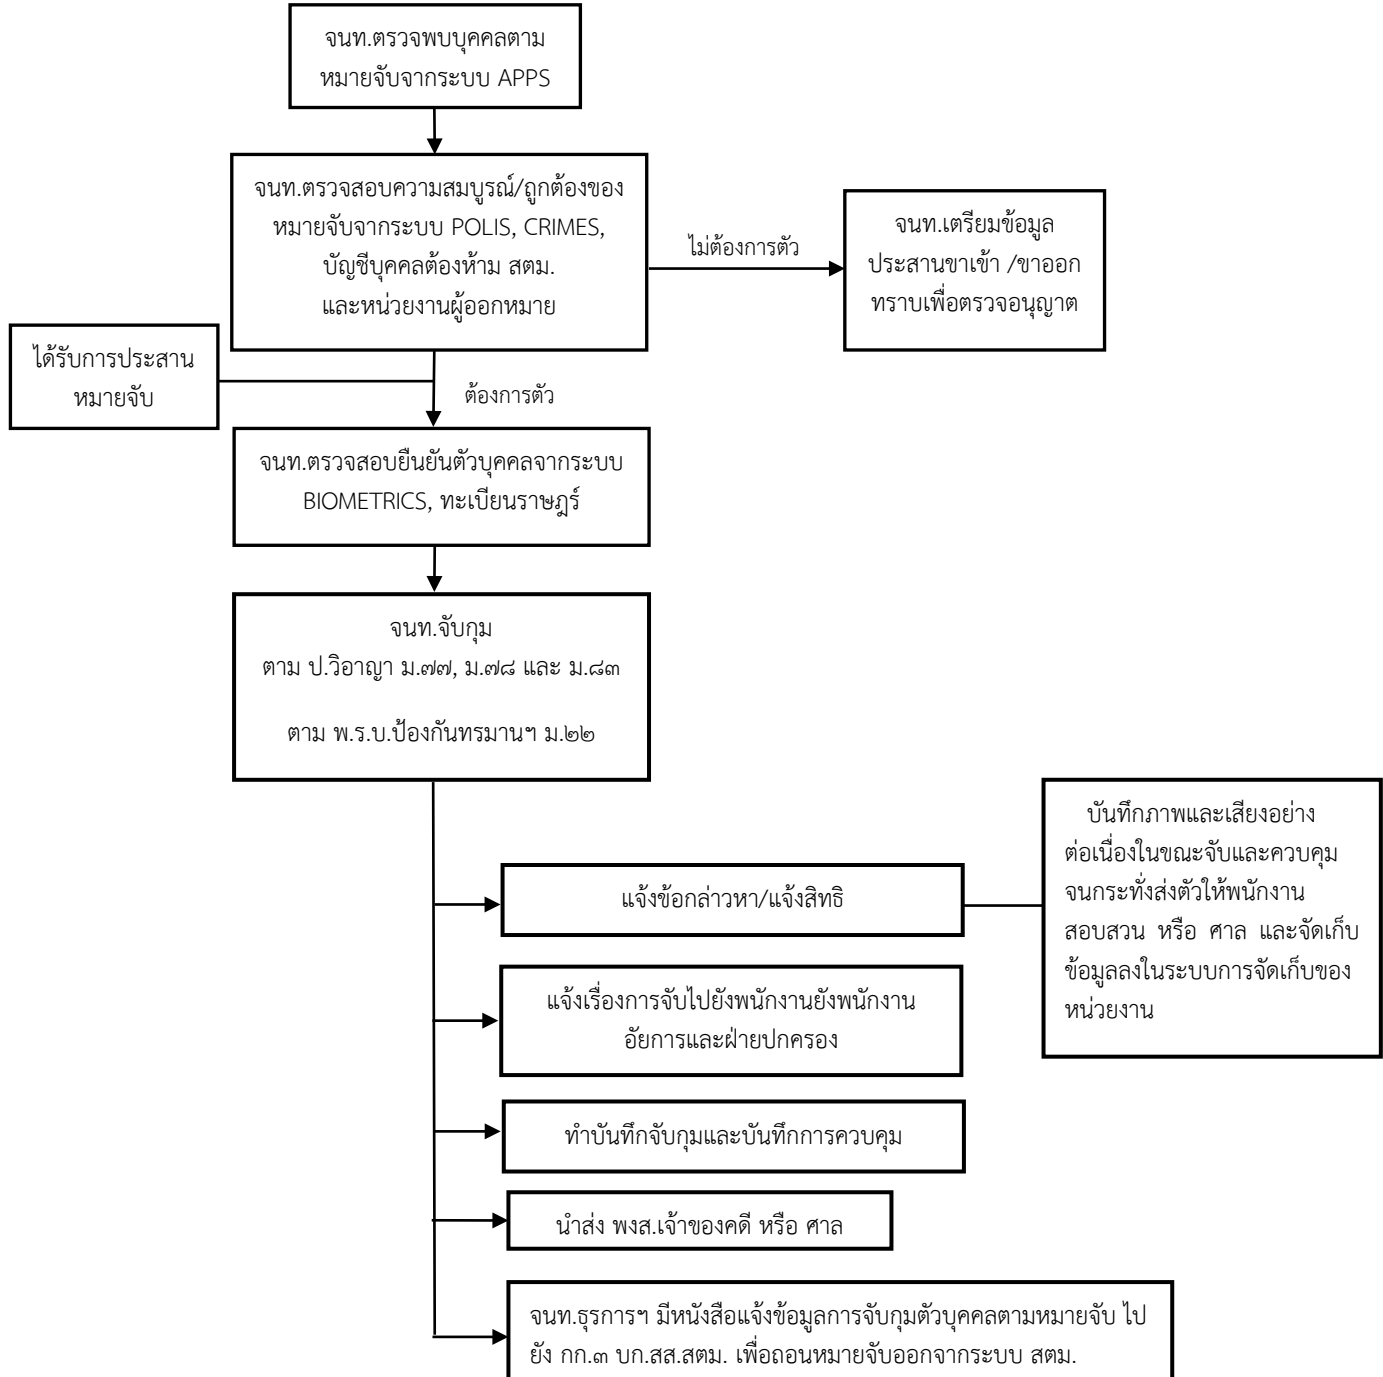 จนท.ตรวจพบบุคคลตาม
หมายจับจากระบบ APPS
จนท.ตรวจสอบความสมบูรณ์/ถูกต้องของ
หมายจับจากระบบ POLIS, CRIMES,
บัญชีบุคคลต้องห้าม สตม.
และหน่วยงานผู้ออกหมาย
ไม่ต้องการตัว
จนท.เตรียมข้อมูล
ประสานขาเข้า /ขาออก
ทราบเพื่อตรวจอนุญาต
ได้รับการประสาน
หมายจับ
ต้องการตัว
จนท.ตรวจสอบยืนยันตัวบุคคลจากระบบ
BIOMETRICS, ทะเบียนราษฎร์
จนท.จับกุม
ตาม ป.วิอาญา ม.๗๗, ม.๗๘ และ ม.๘๓
ตาม พ.ร.บ.ป้องกันทรมานฯ ม.๒๒
แจ้งข้อกล่าวหา/แจ้งสิทธิ
บันทึกภาพและเสียงอย่าง
ต่อเนื่องในขณะจับและควบคุม
จนกระทั่งส่งตัวให้พนักงาน
สอบสวน หรือ ศาล และจัดเก็บ
ข้อมูลลงในระบบการจัดเก็บของ
หน่วยงาน
แจ้งเรื่องการจับไปยังพนักงานยังพนักงาน
อัยการและฝ่ายปกครอง
ทำบันทึกจับกุมและบันทึกการควบคุม
นำส่ง พงส.เจ้าของคดี หรือ ศาล
จนท.ธุรการฯ มีหนังสือแจ้งข้อมูลการจับกุมตัวบุคคลตามหมายจับ ไป
ยัง กก.๓ บก.สส.สตม. เพื่อถอนหมายจับออกจากระบบ สตม.